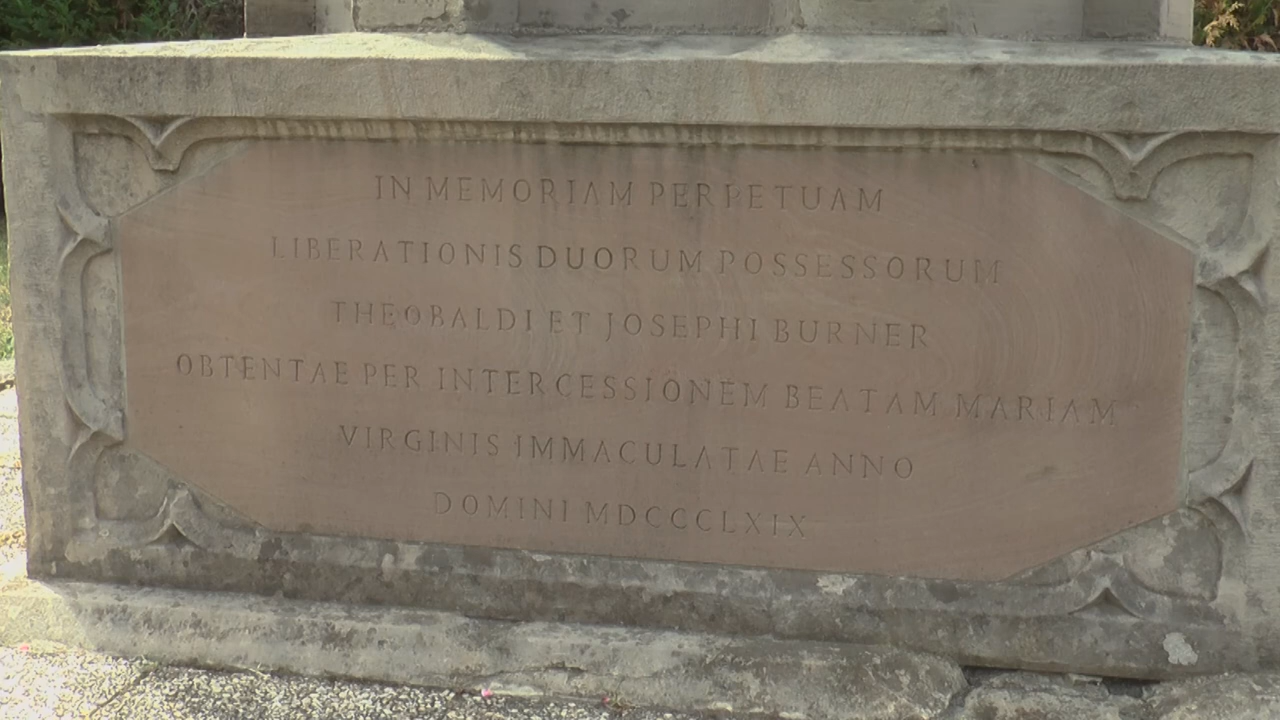 IN MEMORIAM PERPETUAM
LIBERATIONIS DUORUM POSSESSORUM
THEOBALDI ET JOSEPHI BURNER
OBTENTAE PER INTERCESSIONEM BEATAM MARIAM
VIRGINIS IMMACULATAE ANNO
DOMINI MDCCCLXIX